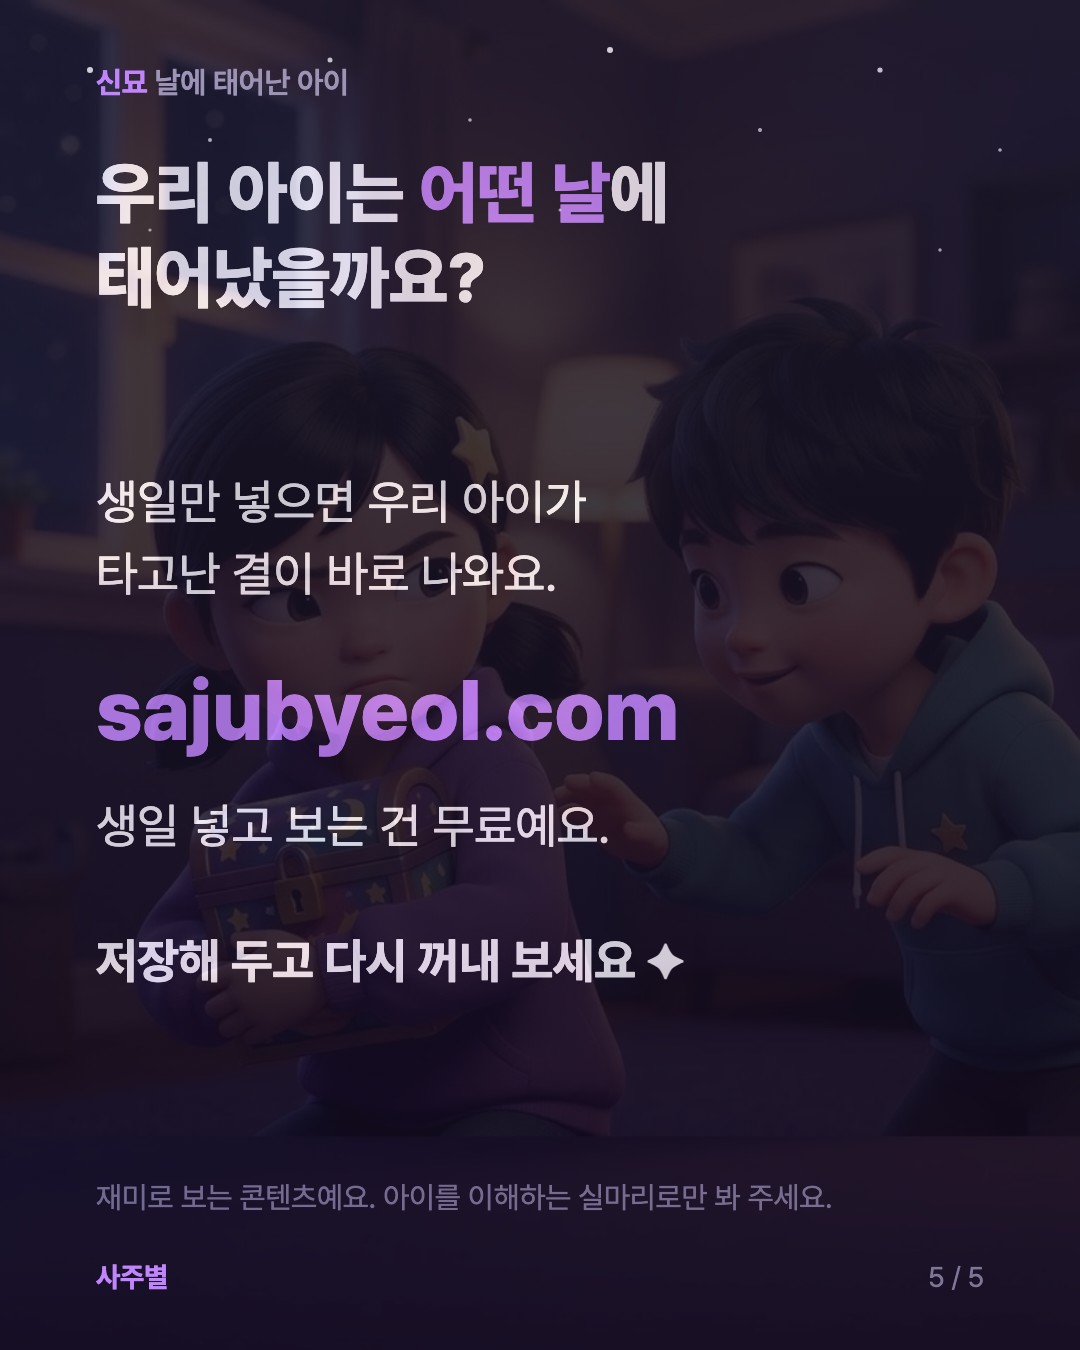 신묘 날에 태어난 아이
우리 아이는 어떤 날에
태어났을까요?
생일만 넣으면 우리 아이가
타고난 결이 바로 나와요.
sajubyeol.com
생일 넣고 보는 건 무료예요.
저장해 두고 다시 꺼내 보세요 ✦
재미로 보는 콘텐츠예요. 아이를 이해하는 실마리로만 봐 주세요.
사주별
5 / 5